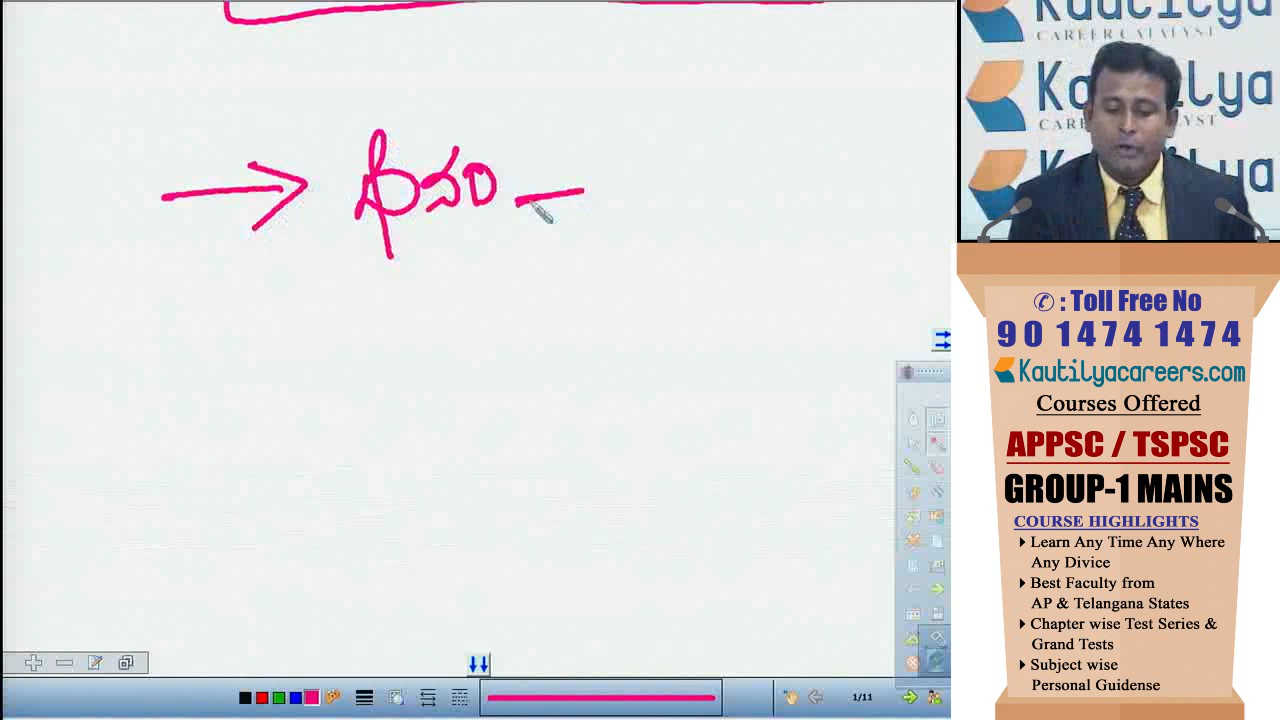 Kautilya
CAREER CATALYST
Kautilya
✆ : Toll Free No
90 1474 1474
Kautilyacareers.com
Courses Offered
APPSC / TSPSC
GROUP-1 MAINS
COURSE HIGHLIGHTS
Learn Any Time Any Where
Any Divice
Best Faculty from
AP & Telangana States
Chapter wise Test Series &
Grand Tests
Subject wise
Personal Guidense
1/11